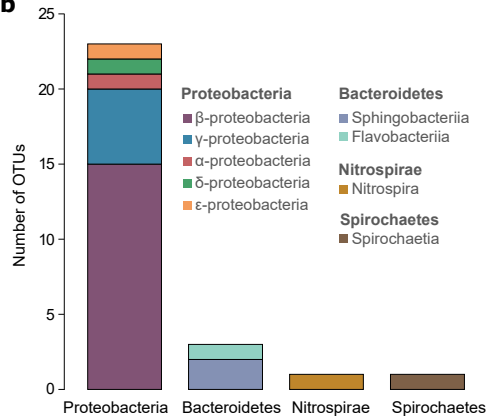 b
25
20
15
10
5
0
Number of OTUs
Proteobacteria
β-proteobacteria
γ-proteobacteria
α-proteobacteria
δ-proteobacteria
ε-proteobacteria
Bacteroidetes
Sphingobacteriia
Flavobacteriia
Nitrospirae
Nitrospira
Spirochaetes
Spirochaetia
Proteobacteria Bacteroidetes Nitrospirae Spirochaetes